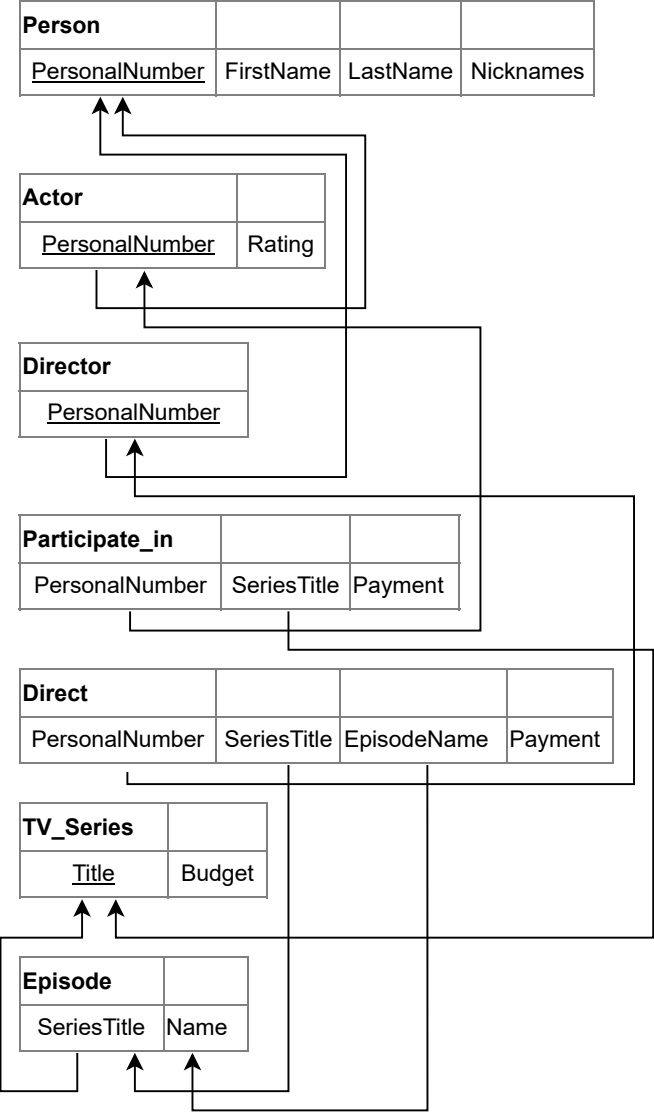 Person
PersonalNumber FirstName LastName Nicknames
Actor
PersonalNumber Rating
Director
PersonalNumber
Participate_in
PersonalNumber SeriesTitle Payment
Direct
PersonalNumber SeriesTitle EpisodeName Payment
TV_Series
Title Budget
Episode
SeriesTitle Name